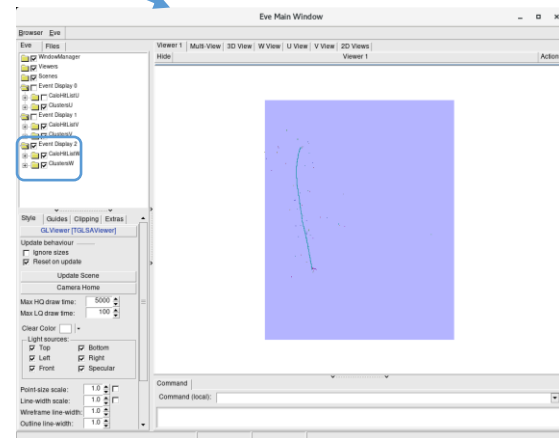 Eve Main Window
Browser Eve
Eve Files
WindowManager
Viewers
Scenes
Event Display 0
CaloHitListU
ClustersU
Event Display 1
CaloHitListV
ClustersV
Event Display 2
CaloHitListW
ClustersW
Style Guides Clipping Extras
GLViewer [TGLSAViewer]
Update behaviour
Ignore sizes
Reset on update
Update Scene
Camera Home
Max HQ draw time: 5000
Max LQ draw time: 100
Clear Color
Light sources:
Top Bottom
Left Right
Front Specular
Point-size scale: 1.0
Line-width scale: 1.0
Wireframe line-width: 1.0
Outline line-width: 1.0
Viewer 1 Multi-View 3D View W View U View V View 2D Views
Hide Viewer 1 Action
Command
Command (local):